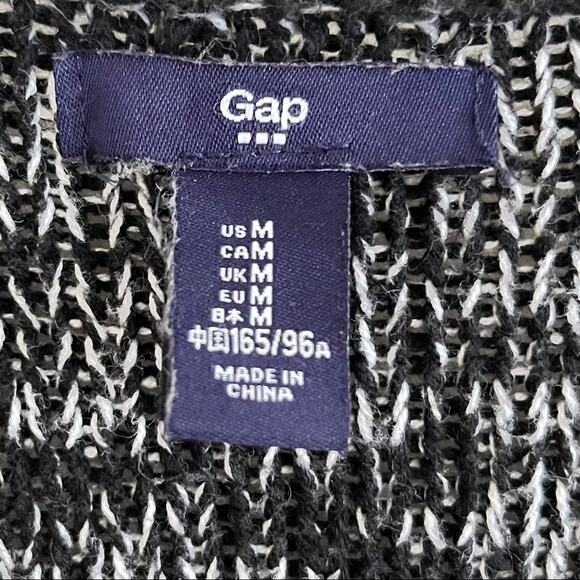 Gap
US M
CA M
UK M
EU M
日本 M
中国165/96A
MADE IN
CHINA